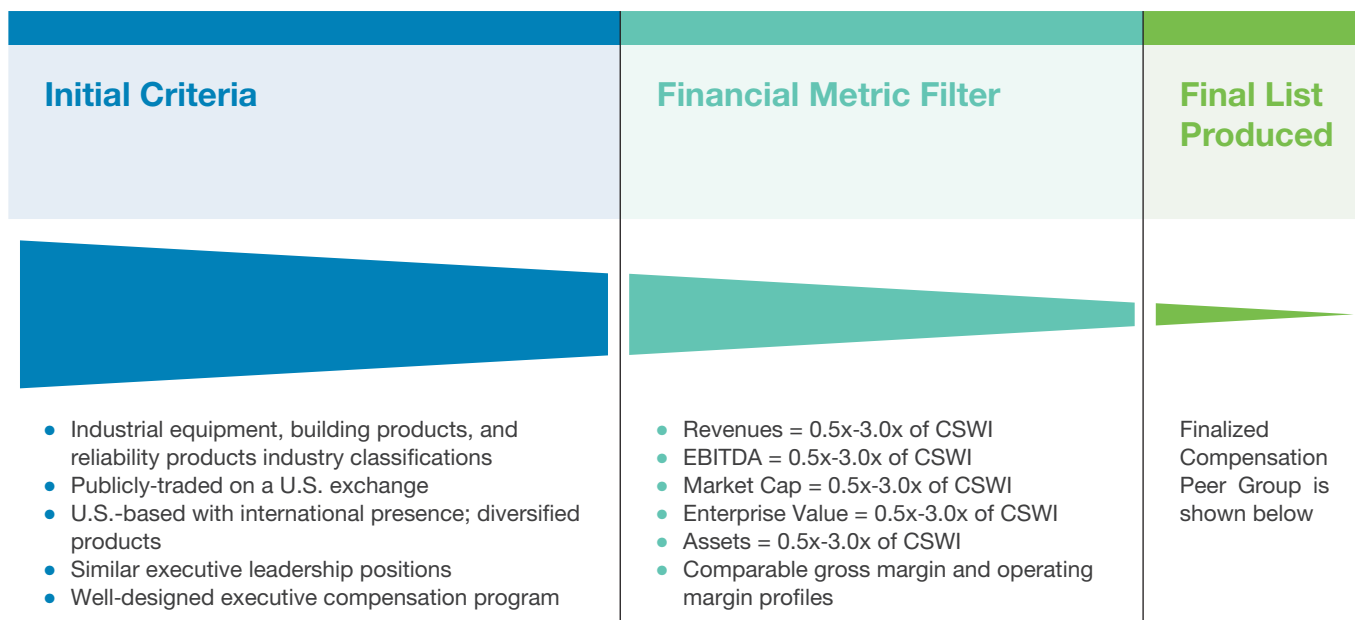 Initial Criteria
● Industrial equipment, building products, and
reliability products industry classifications
● Publicly-traded on a U.S. exchange
● U.S.-based with international presence; diversified
products
● Similar executive leadership positions
● Well-designed executive compensation program
Financial Metric Filter
● Revenues = 0.5x-3.0x of CSWI
● EBITDA = 0.5x-3.0x of CSWI
● Market Cap = 0.5x-3.0x of CSWI
● Enterprise Value = 0.5x-3.0x of CSWI
● Assets = 0.5x-3.0x of CSWI
● Comparable gross margin and operating
margin profiles
Final List
Produced
Finalized
Compensation
Peer Group is
shown below